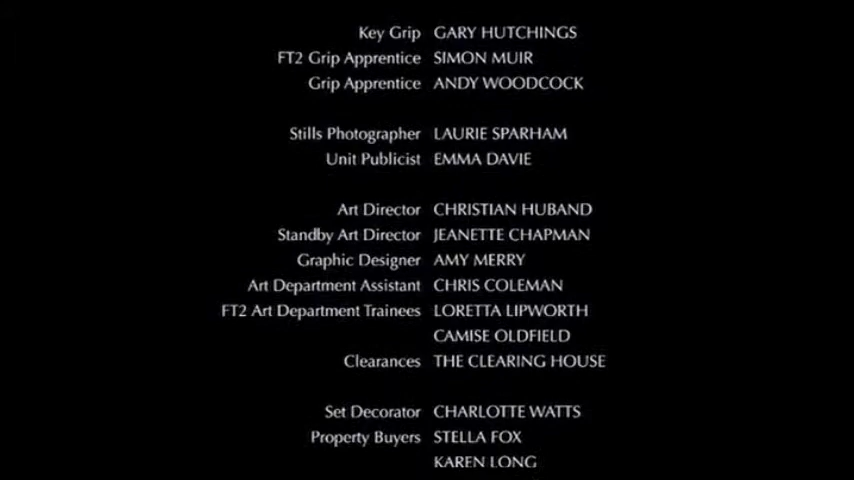 Key Grip GARY HUTCHINGS
FT2 Grip Apprentice SIMON MUIR
Grip Apprentice ANDY WOODCOCK
Stills Photographer LAURIE SPARHAM
Unit Publicist EMMA DAVIE
Art Director CHRISTIAN HUBAND
Standby Art Director JEANETTE CHAPMAN
Graphic Designer AMY MERRY
Art Department Assistant CHRIS COLEMAN
FT2 Art Department Trainees LORETTA LIPWORTH
CAMISE OLDFIELD
Clearances THE CLEARING HOUSE
Set Decorator CHARLOTTE WATTS
Property Buyers STELLA FOX
KAREN LONG